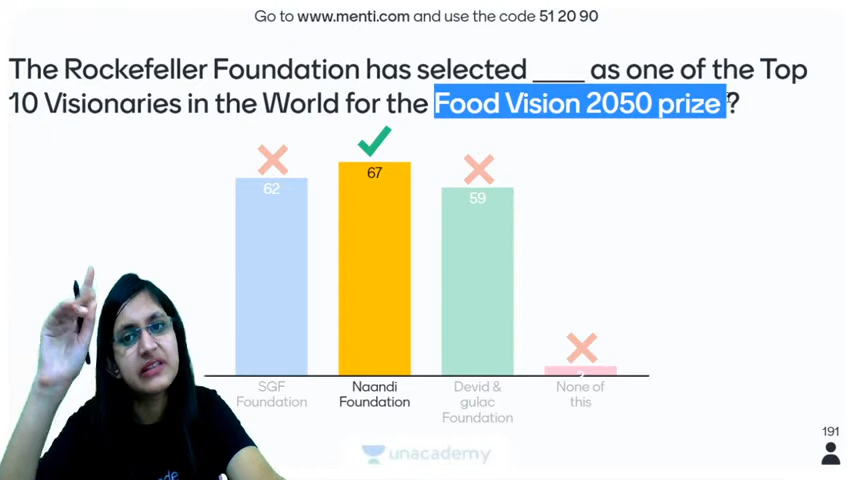 Go to www.menti.com and use the code 51 20 90
The Rockefeller Foundation has selected ____ as one of the Top
10 Visionaries in the World for the Food Vision 2050 prize ?
62
67
59
SGF
Foundation
Naandi
Foundation
Devid &
gulac
Foundation
None of
this
191
unacademy